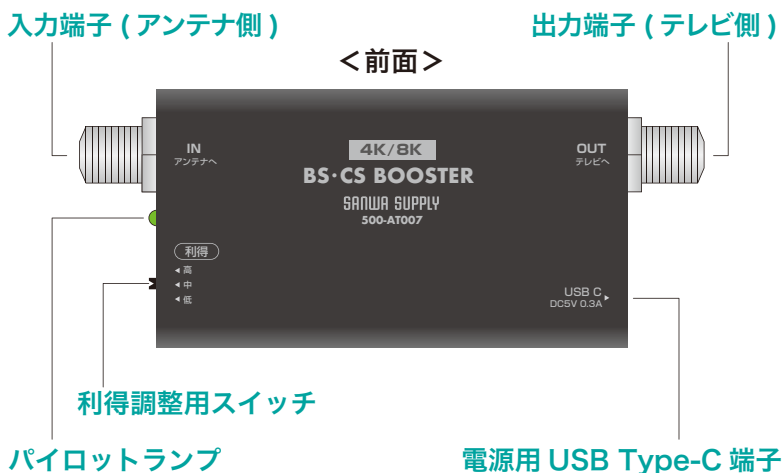 入力端子 ( アンテナ側 )
出力端子 ( テレビ側 )
＜前面＞
IN
アンテナへ
4K/8K
BS･CS BOOSTER
SANWA SUPPLY
500-AT007
OUT
テレビへ
利得
◀ 高
◀ 中
◀ 低
USB C ▶
DC5V 0.3A
利得調整用スイッチ
パイロットランプ
電源用 USB Type-C 端子